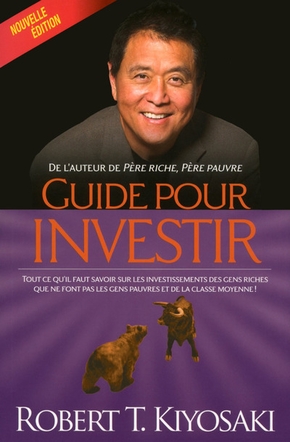 NOUVELLE
ÉDITION
DE L'AUTEUR DE PÈRE RICHE, PÈRE PAUVRE
GUIDE POUR
INVESTIR
TOUT CE QU'IL FAUT SAVOIR SUR LES INVESTISSEMENTS DES GENS RICHES
QUE NE FONT PAS LES GENS PAUVRES ET DE LA CLASSE MOYENNE!
ROBERT T. KIYOSAKI